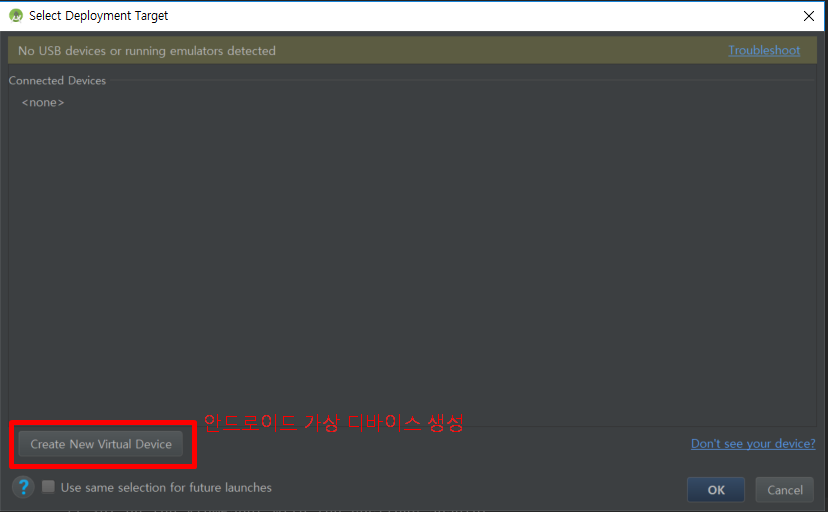 Select Deployment Target
No USB devices or running emulators detected
Troubleshoot
Connected Devices
<none>
안드로이드 가상 디바이스 생성
Create New Virtual Device
Don't see your device?
? Use same selection for future launches
OK
Cancel